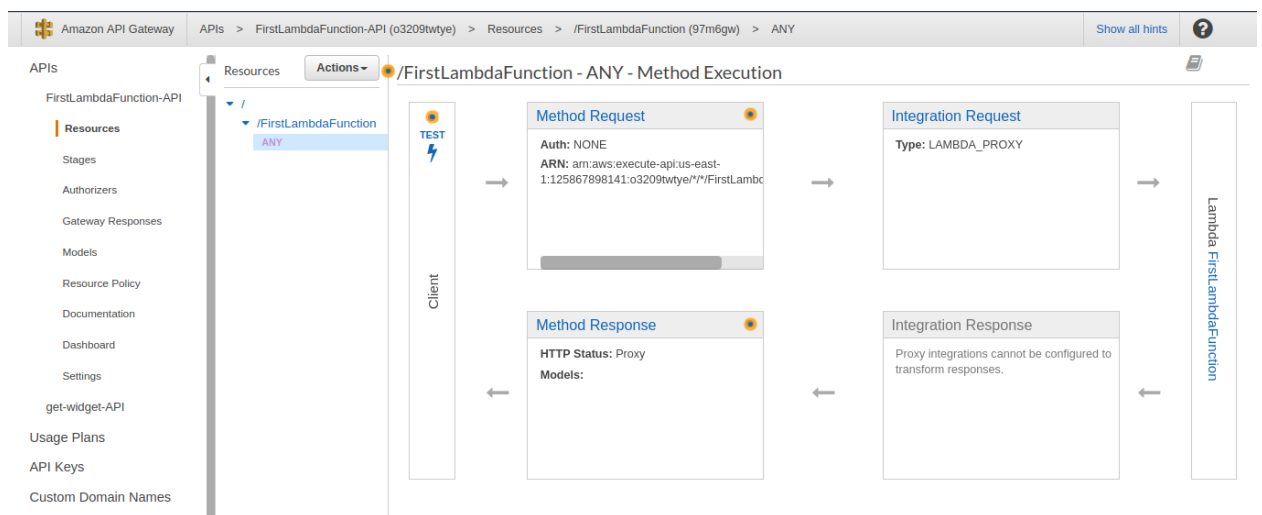 Amazon API Gateway
APIs > FirstLambdaFunction-API (o3209twtye) > Resources > /FirstLambdaFunction (97m6gw) > ANY
Show all hints
?
APIs
FirstLambdaFunction-API
Resources
Stages
Authorizers
Gateway Responses
Models
Resource Policy
Documentation
Dashboard
Settings
get-widget-API
Usage Plans
API Keys
Custom Domain Names
Resources
Actions
/
/FirstLambdaFunction
ANY
/FirstLambdaFunction - ANY - Method Execution
TEST
Client
Method Request
Auth: NONE
ARN: arn:aws:execute-api:us-east-
1:125867898141:o3209twtye/*/*/FirstLambd
Integration Request
Type: LAMBDA_PROXY
Method Response
HTTP Status: Proxy
Models:
Integration Response
Proxy integrations cannot be configured to
transform responses.
Lambda FirstLambdaFunction